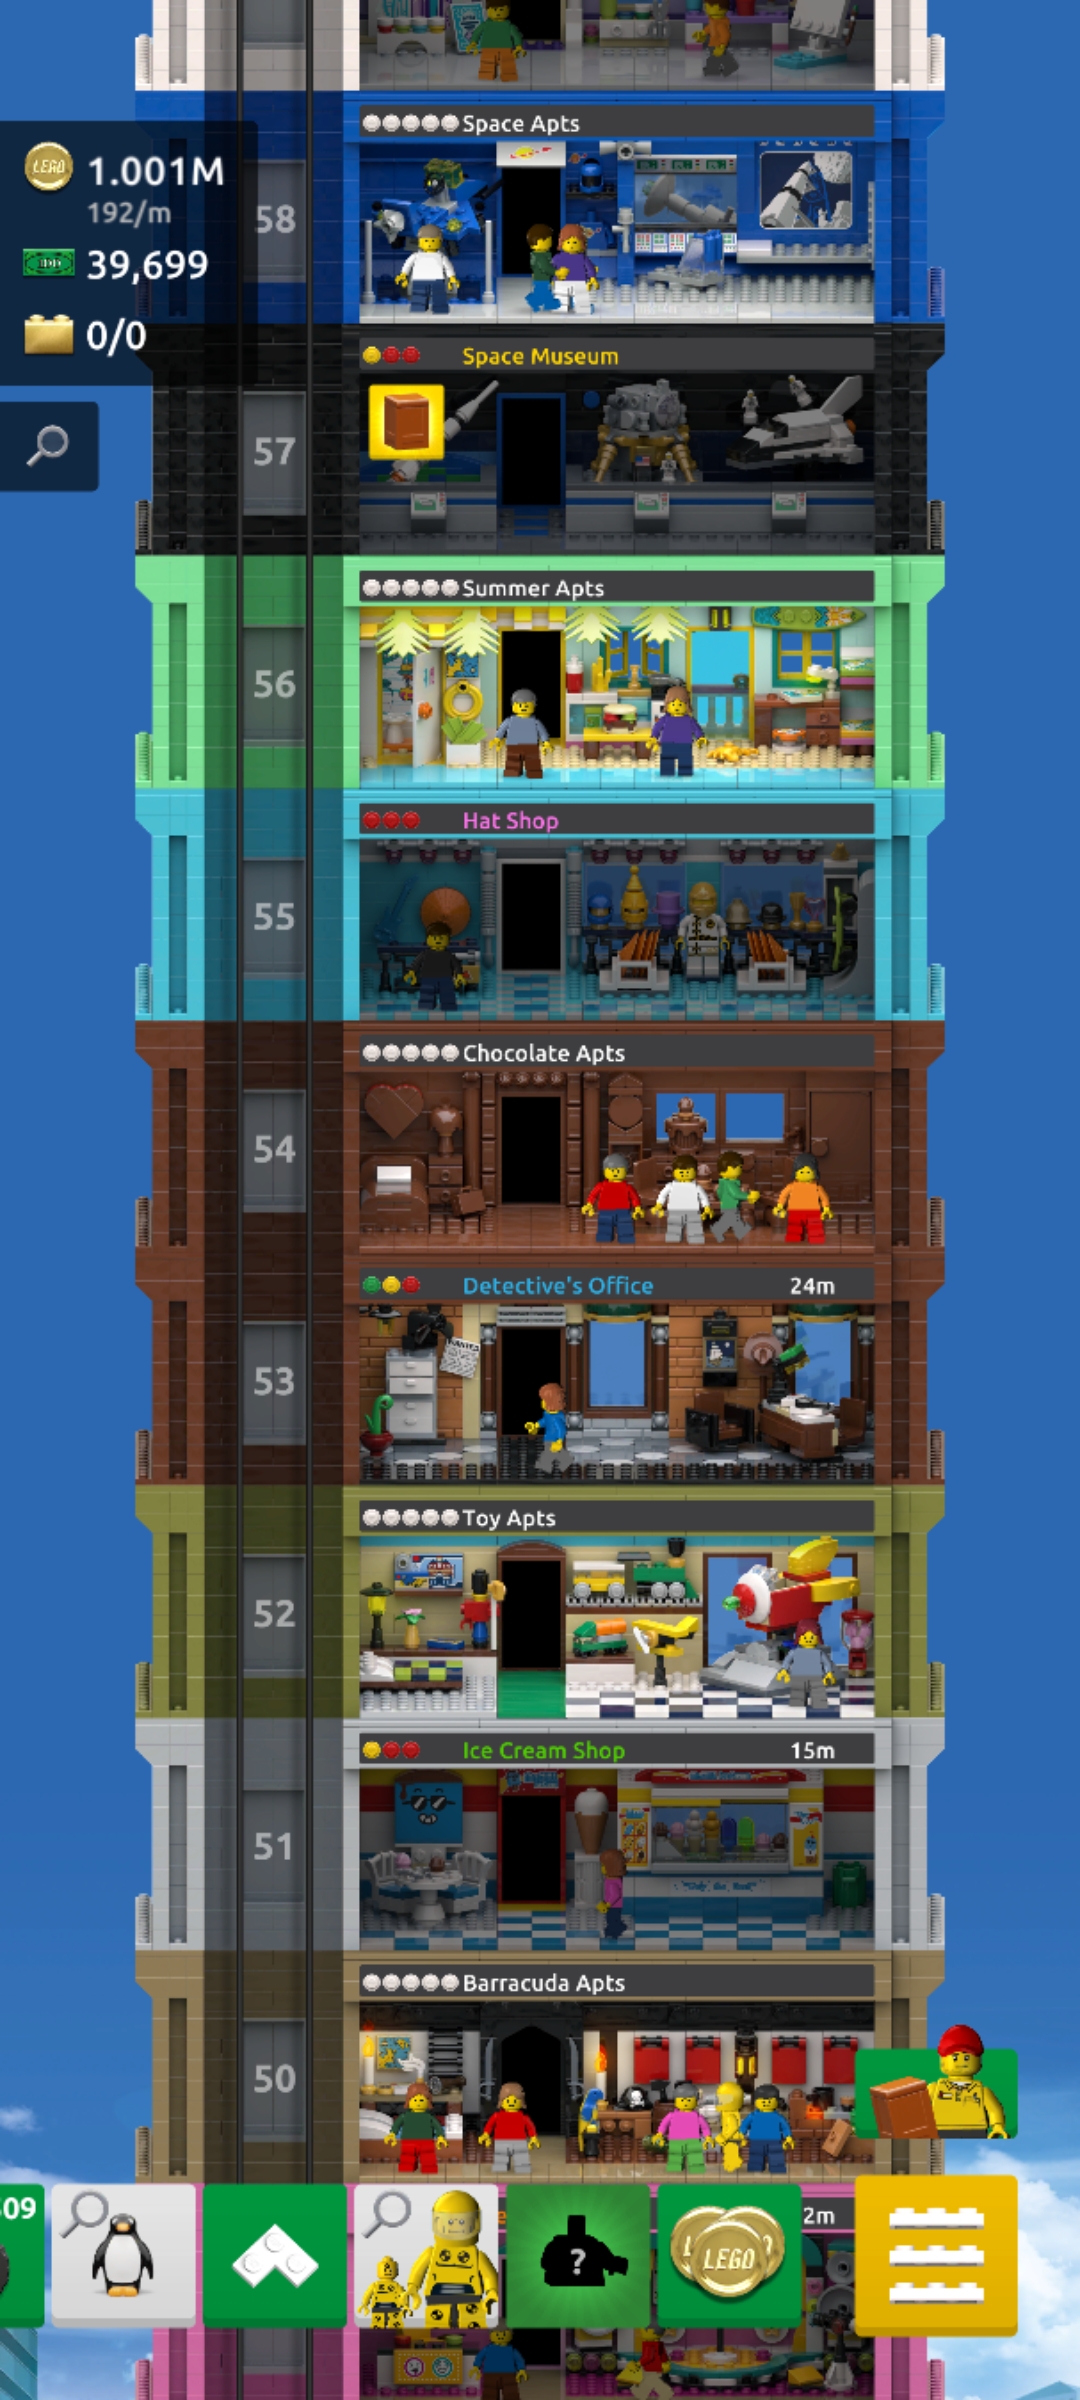 Space Apts
LEGO
1.001M
192/m
39,699
0/0
58
Space Museum
57
Summer Apts
56
Hat Shop
55
Chocolate Apts
54
Detective's Office 24m
53
Toy Apts
52
Ice Cream Shop 15m
51
Barracuda Apts
50
09
2m
?
LEGO